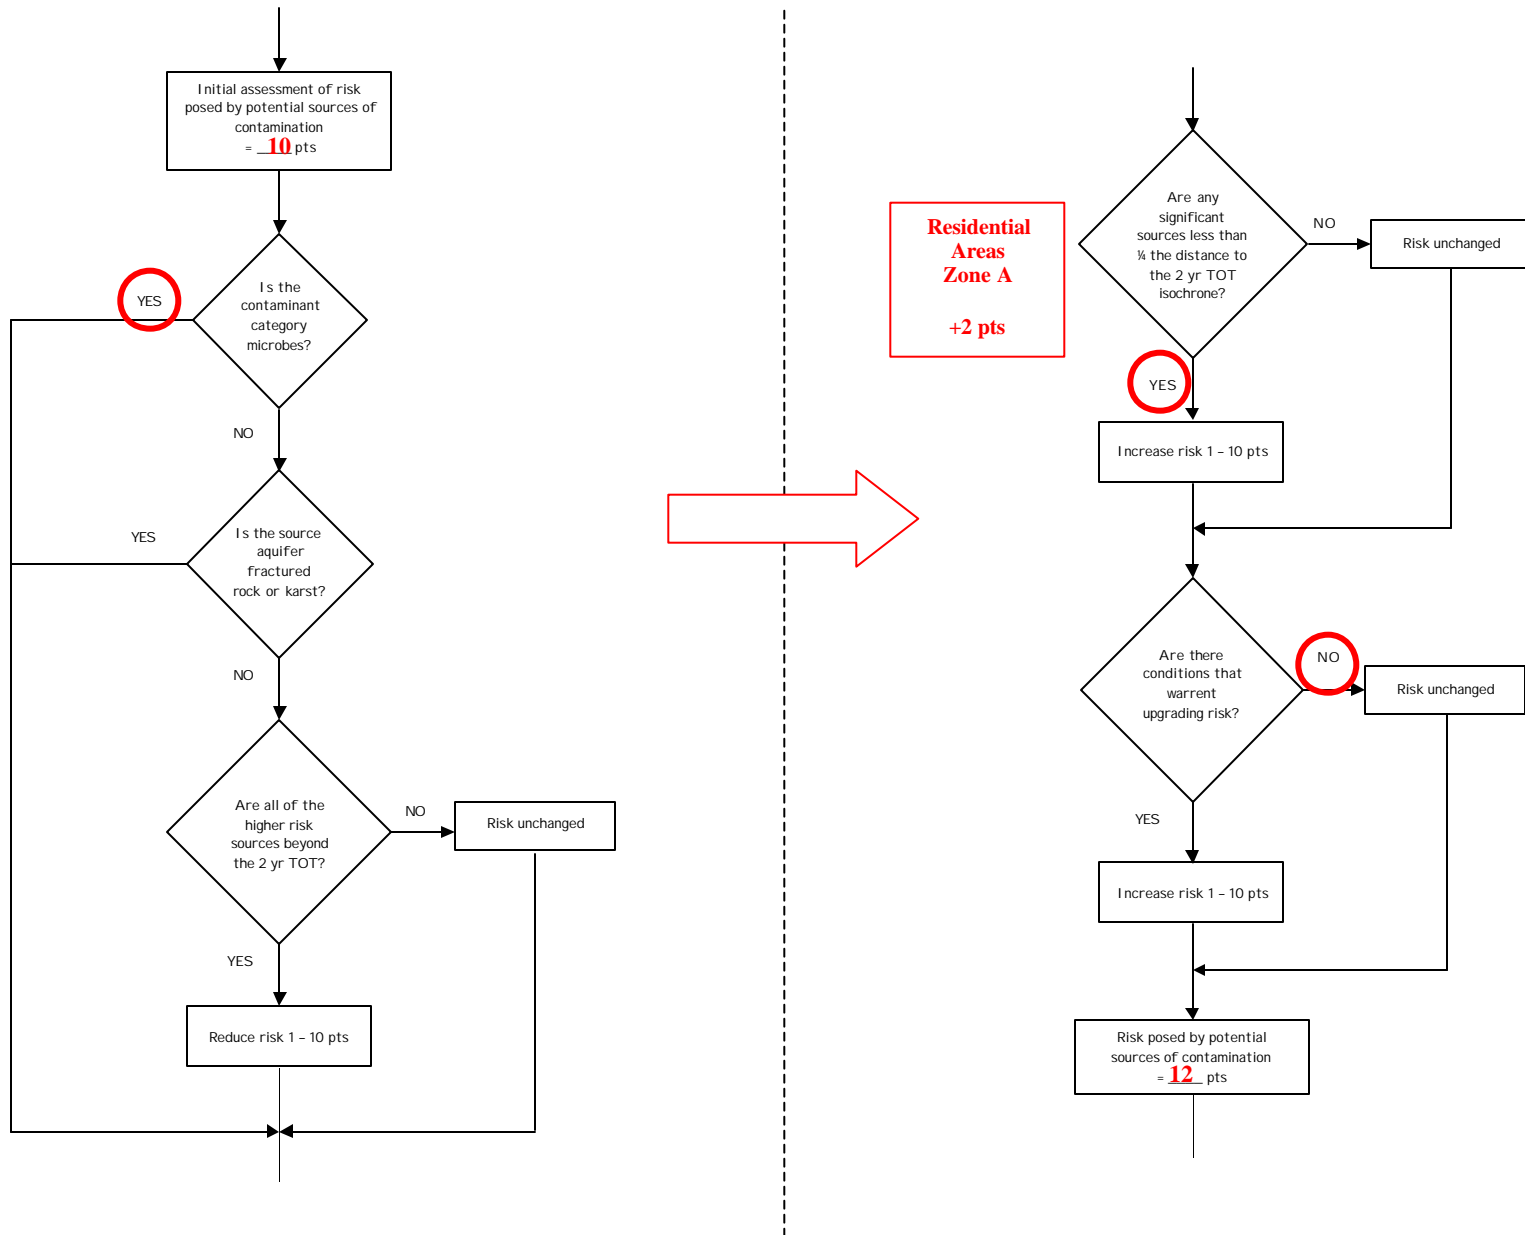 Initial assessment of risk
posed by potential sources of
contamination
= 10 pts
YES
Is the
contaminant
category
microbes?
NO
YES
Is the source
aquifer
fractured
rock or karst?
NO
Are all of the
higher risk
sources beyond
the 2 yr TOT?
NO
Risk unchanged
YES
Reduce risk 1 – 10 pts
Residential
Areas
Zone A
+2 pts
Are any
significant
sources less than
¼ the distance to
the 2 yr TOT
isochrone?
NO
Risk unchanged
YES
Increase risk 1 – 10 pts
Are there
conditions that
warrent
upgrading risk?
NO
Risk unchanged
YES
Increase risk 1 – 10 pts
Risk posed by potential
sources of contamination
= 12 pts